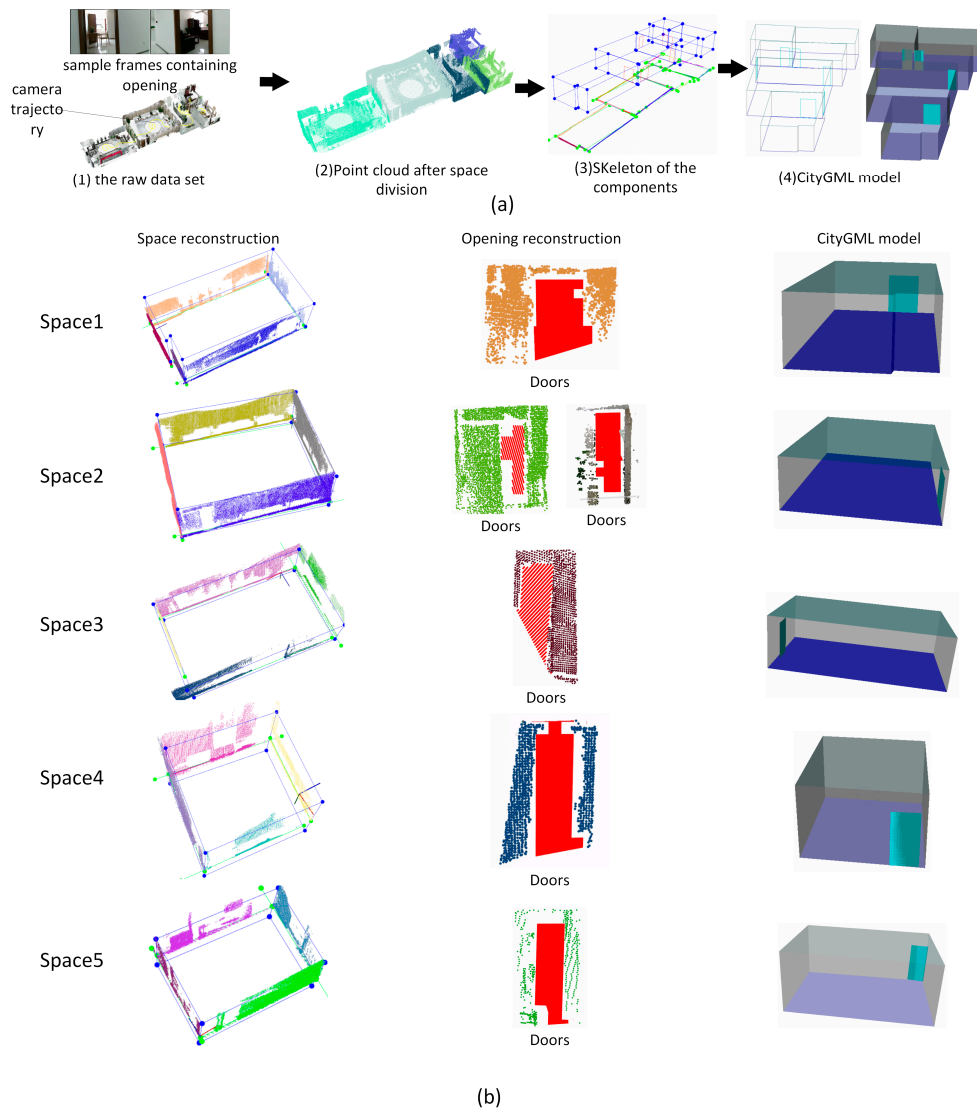 sample frames containing
opening
camera
trajecto
ry
(1) the raw data set
(2)Point cloud after space
division
(3)SKeleton of the
components
(4)CityGML model
(a)
Space reconstruction
Opening reconstruction
CityGML model
Space1
Doors
Space2
Doors
Doors
Space3
Doors
Space4
Doors
Space5
Doors
(b)